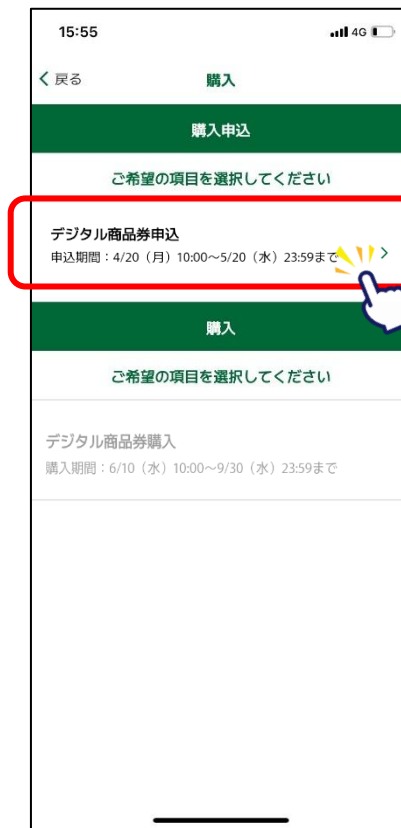 15:55
4G
戻る
購入
購入申込
ご希望の項目を選択してください
デジタル商品券申込
申込期間：4/20（月）10:00～5/20（水）23:59まで
購入
ご希望の項目を選択してください
デジタル商品券購入
購入期間：6/10（水）10:00～9/30（水）23:59まで